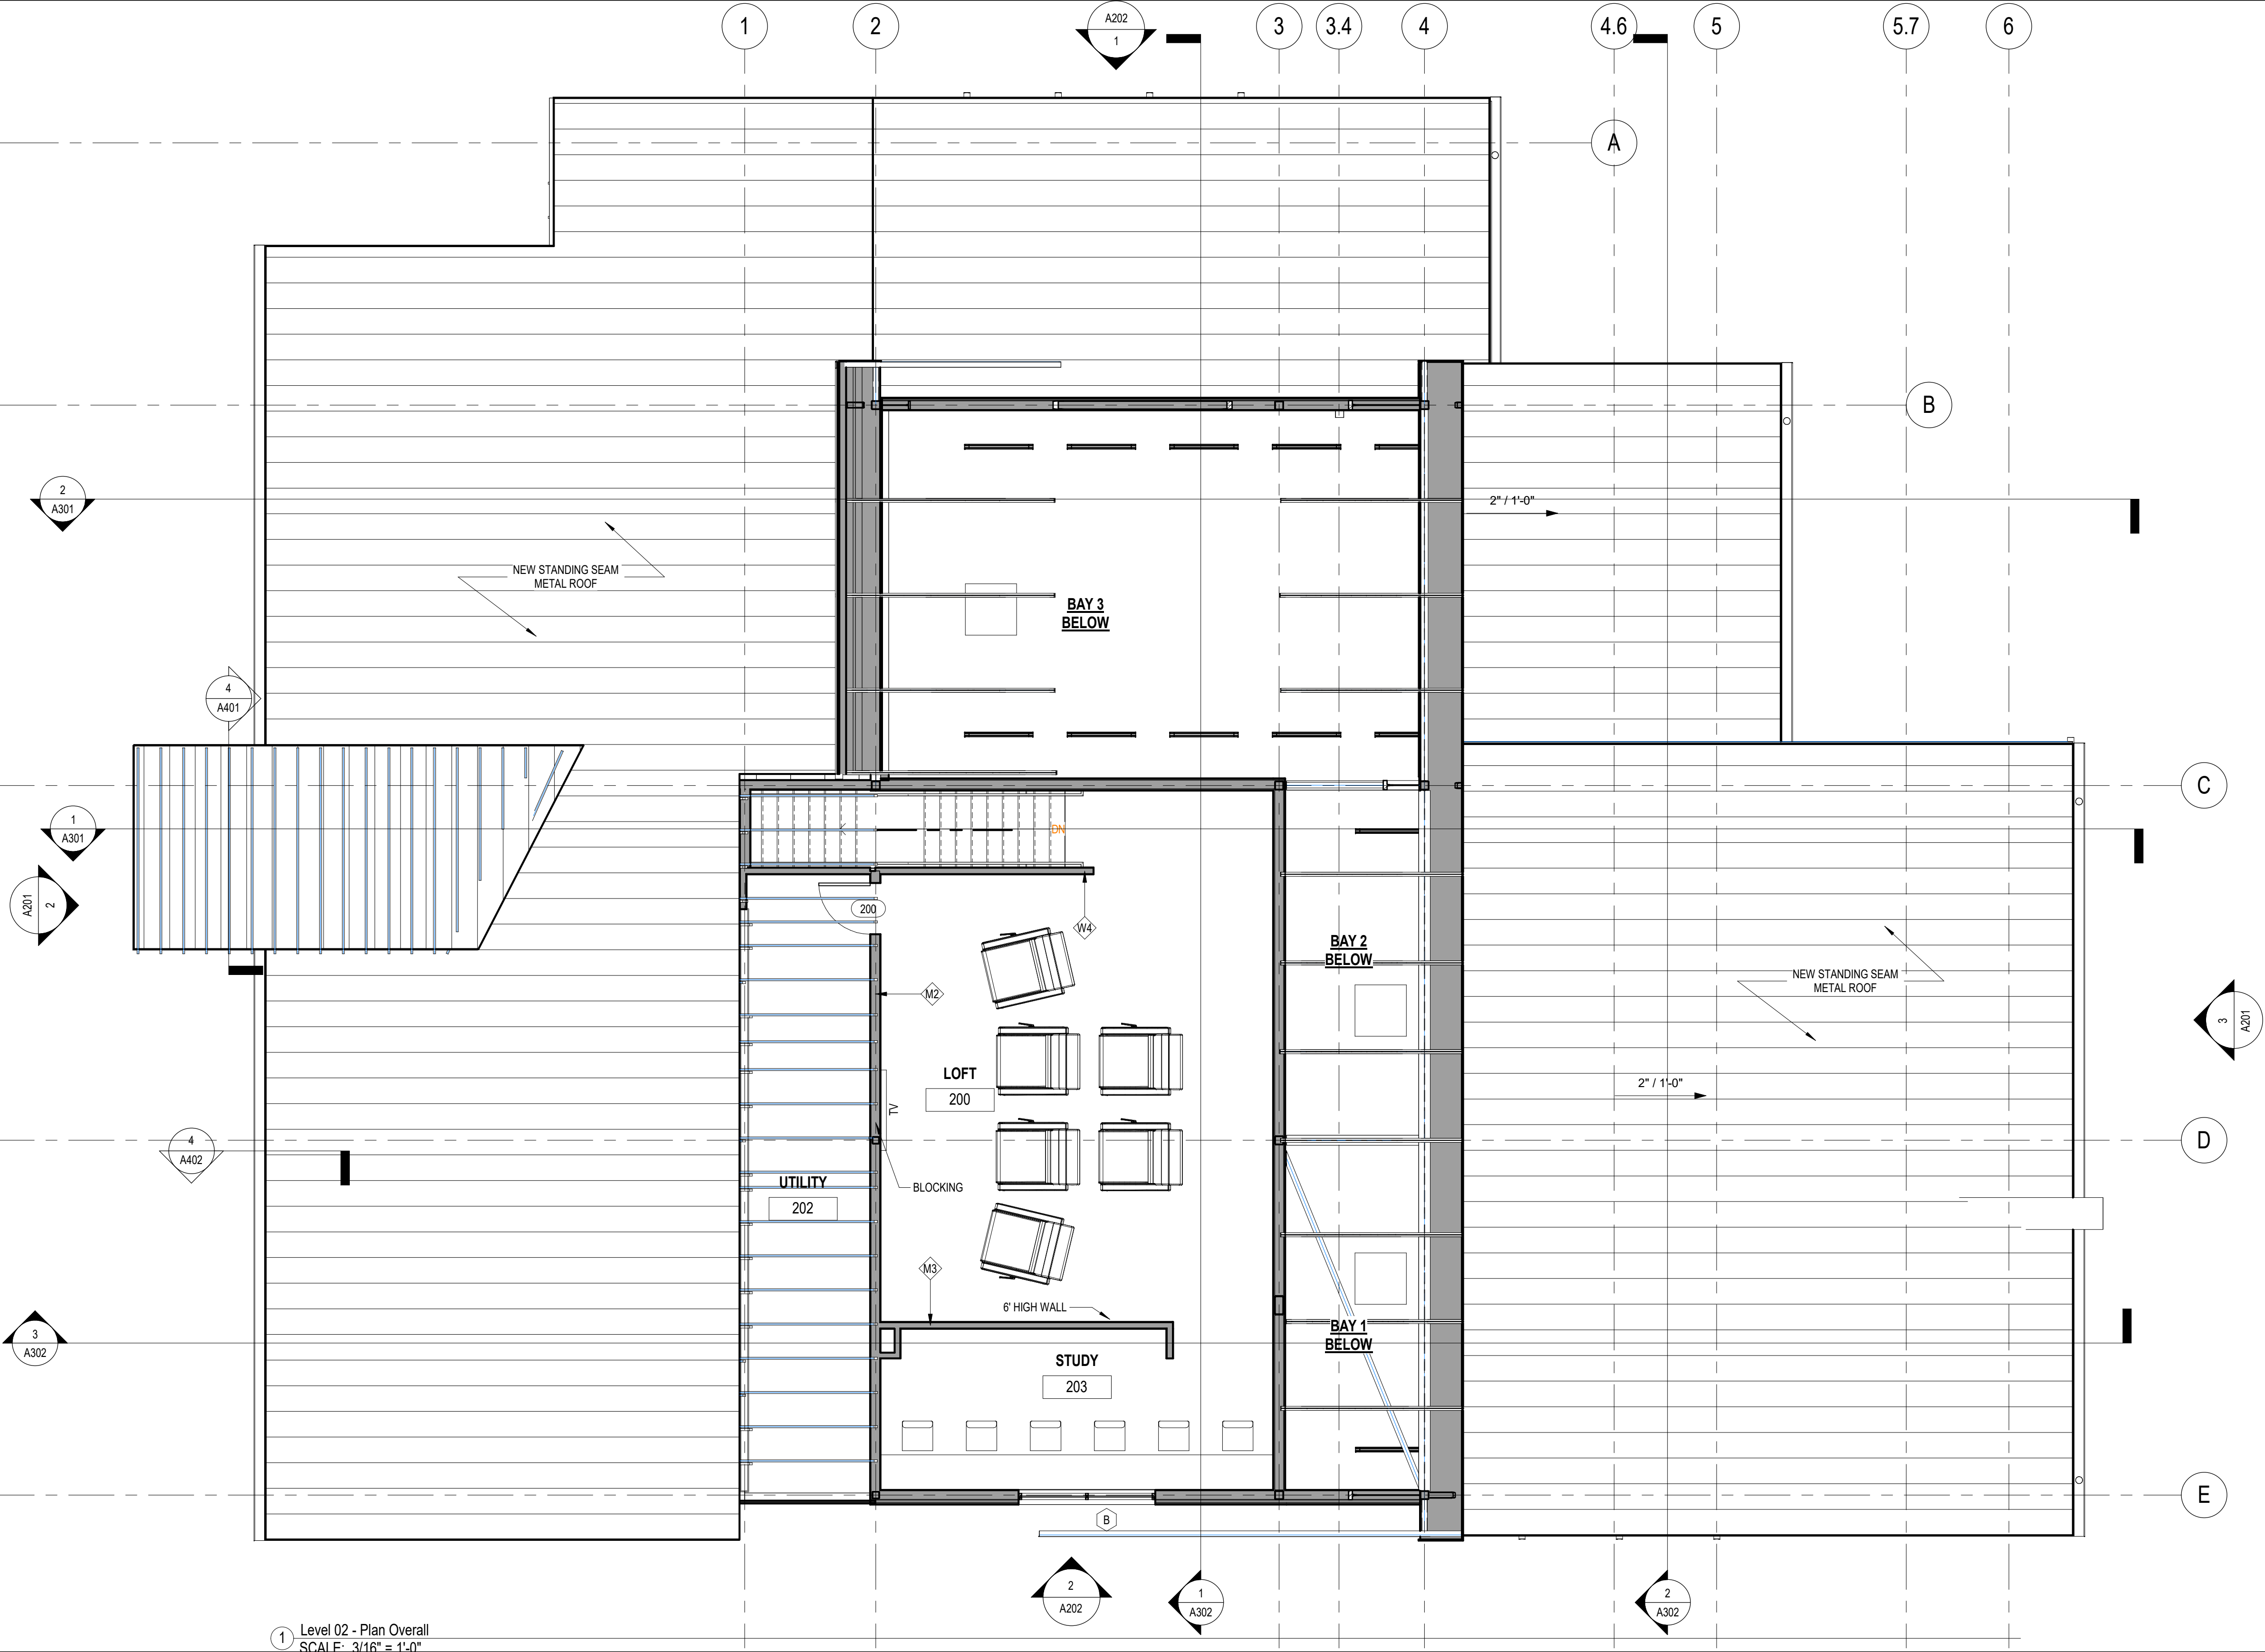 1
2
A202
1
3
3.4
4
4.6
5
5.7
6
A
B
2
A301
2" / 1'-0"
NEW STANDING SEAM
METAL ROOF
BAY 3
BELOW
4
A401
C
1
A301
DN
A201
2
200
W4
BAY 2
BELOW
NEW STANDING SEAM
METAL ROOF
M2
3
A201
LOFT
200
2" / 1'-0"
TV
D
4
A402
UTILITY
202
BLOCKING
M3
6' HIGH WALL
BAY 1
BELOW
3
A302
STUDY
203
E
B
2
A202
1
A302
2
A302
1
Level 02 - Plan Overall
SCALE: 3/16" = 1'-0"